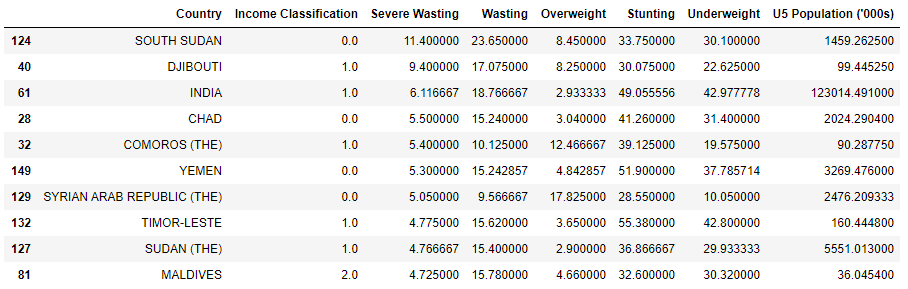 Country Income Classification Severe Wasting Wasting Overweight Stunting Underweight U5 Population ('000s)
124 SOUTH SUDAN 0.0 11.400000 23.650000 8.450000 33.750000 30.100000 1459.262500
40 DJIBOUTI 1.0 9.400000 17.075000 8.250000 30.075000 22.625000 99.445250
61 INDIA 1.0 6.116667 18.766667 2.933333 49.055556 42.977778 123014.491000
28 CHAD 0.0 5.500000 15.240000 3.040000 41.260000 31.400000 2024.290400
32 COMOROS (THE) 1.0 5.400000 10.125000 12.466667 39.125000 19.575000 90.287750
149 YEMEN 0.0 5.300000 15.242857 4.842857 51.900000 37.785714 3269.476000
129 SYRIAN ARAB REPUBLIC (THE) 0.0 5.050000 9.566667 17.825000 28.550000 10.050000 2476.209333
132 TIMOR-LESTE 1.0 4.775000 15.620000 3.650000 55.380000 42.800000 160.444800
127 SUDAN (THE) 1.0 4.766667 15.400000 2.900000 36.866667 29.933333 5551.013000
81 MALDIVES 2.0 4.725000 15.780000 4.660000 32.600000 30.320000 36.045400